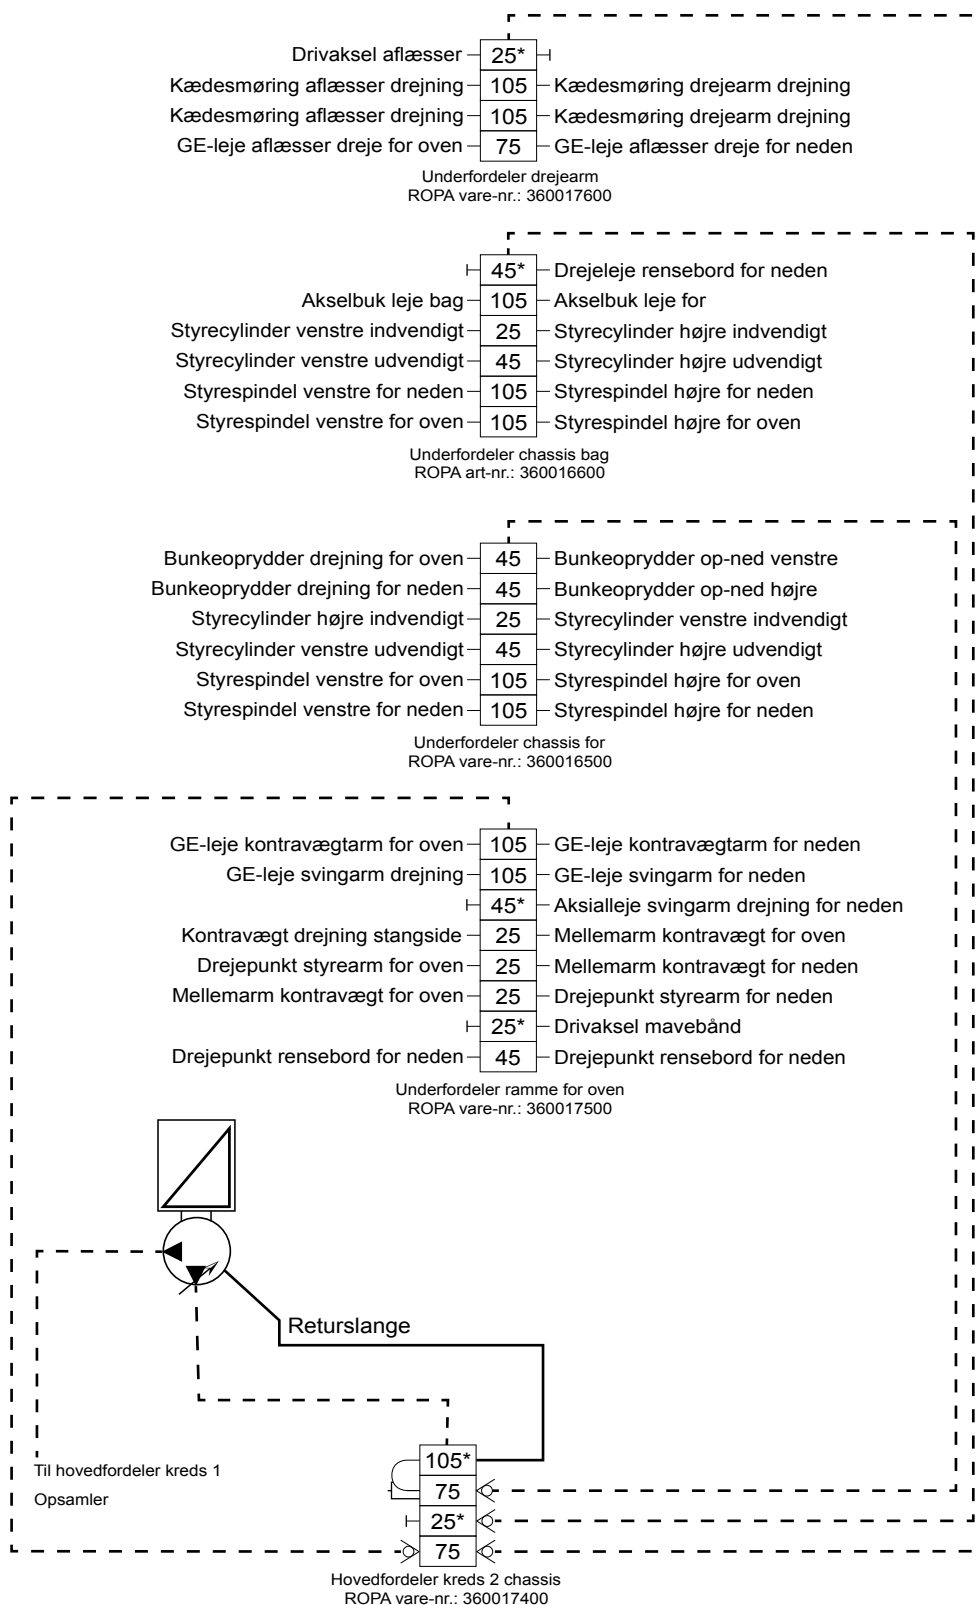 Drivaksel aflæsser 25*
Kædesmøring aflæsser drejning 105 Kædesmøring drejearm drejning
Kædesmøring aflæsser drejning 105 Kædesmøring drejearm drejning
GE-leje aflæsser dreje for oven 75 GE-leje aflæsser dreje for neden
Underfordeler drejearm
ROPA vare-nr.: 360017600
45* Drejeleje rensebord for neden
Akselbuk leje bag 105 Akselbuk leje for
Styrecylinder venstre indvendigt 25 Styrecylinder højre indvendigt
Styrecylinder venstre udvendigt 45 Styrecylinder højre udvendigt
Styrespindel venstre for neden 105 Styrespindel højre for neden
Styrespindel venstre for oven 105 Styrespindel højre for oven
Underfordeler chassis bag
ROPA art-nr.: 360016600
Bunkeoprydder drejning for oven 45 Bunkeoprydder op-ned venstre
Bunkeoprydder drejning for neden 45 Bunkeoprydder op-ned højre
Styrecylinder højre indvendigt 25 Styrecylinder venstre indvendigt
Styrecylinder venstre udvendigt 45 Styrecylinder højre udvendigt
Styrespindel venstre for oven 105 Styrespindel højre for oven
Styrespindel venstre for neden 105 Styrespindel højre for neden
Underfordeler chassis for
ROPA vare-nr.: 360016500
GE-leje kontravægtarm for oven 105 GE-leje kontravægtarm for neden
GE-leje svingarm drejning 105 GE-leje svingarm for neden
45* Aksialleje svingarm drejning for neden
Kontravægt drejning stangside 25 Mellemarm kontravægt for oven
Drejepunkt styrearm for oven 25 Mellemarm kontravægt for neden
Mellemarm kontravægt for oven 25 Drejepunkt styrearm for neden
25* Drivaksel mavebånd
Drejepunkt rensebord for neden 45 Drejepunkt rensebord for neden
Underfordeler ramme for oven
ROPA vare-nr.: 360017500
Returslange
Til hovedfordeler kreds 1
Opsamler
105*
75
25*
75
Hovedfordeler kreds 2 chassis
ROPA vare-nr.: 360017400